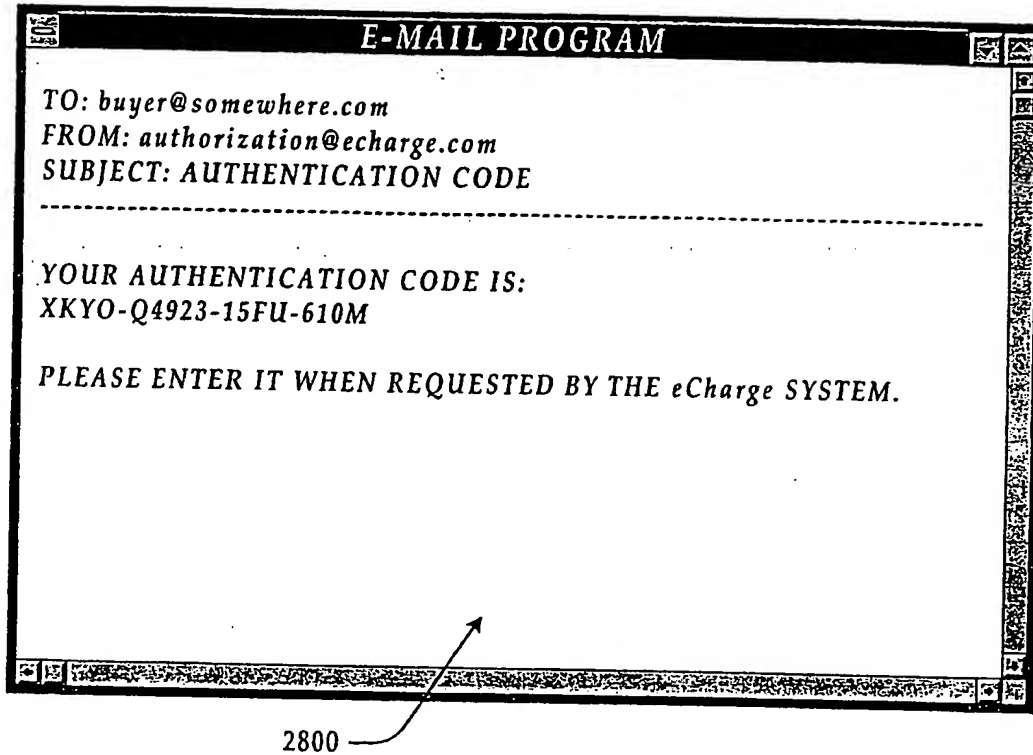 E-MAIL PROGRAM
TO: buyer@somewhere.com
FROM: authorization@echarge.com
SUBJECT: AUTHENTICATION CODE
YOUR AUTHENTICATION CODE IS:
XKYO-Q4923-15FU-610M
PLEASE ENTER IT WHEN REQUESTED BY THE eCharge SYSTEM.
2800